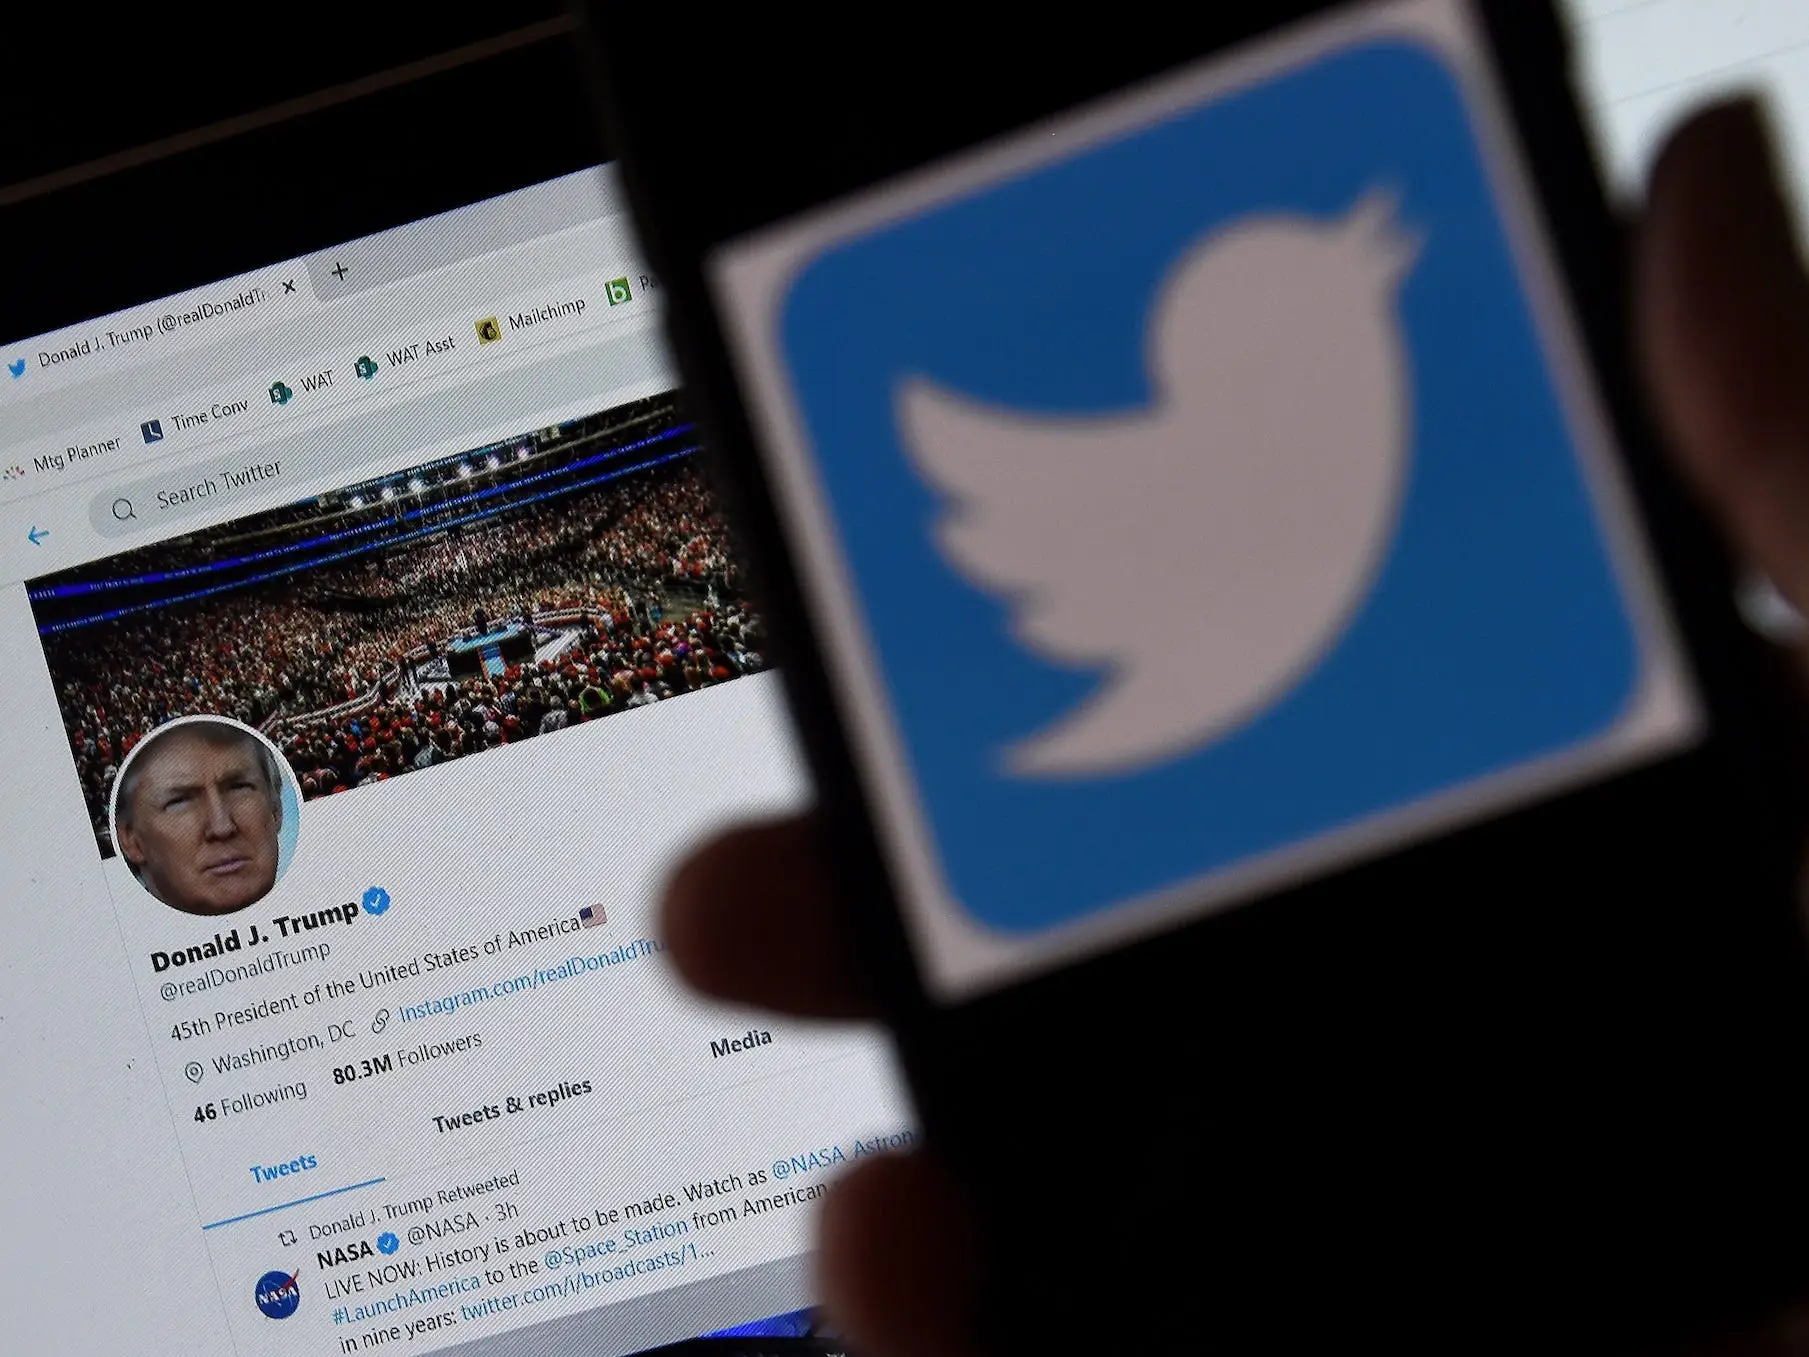 Donald J. Trump (@realDonaldTr
Mtg Planner Time Conv WAT WAT Asst Mailchimp
Search Twitter
Donald J. Trump
@realDonaldTrump
45th President of the United States of America
Washington, DC Instagram.com/realDonaldTru
46 Following 80.3M Followers
Tweets Tweets & replies Media
Donald J. Trump Retweeted
NASA @NASA · 3h
LIVE NOW: History is about to be made. Watch as @NASA_Astron
#LaunchAmerica to the @Space_Station from American
in nine years: twitter.com/i/broadcasts/1...
NASA